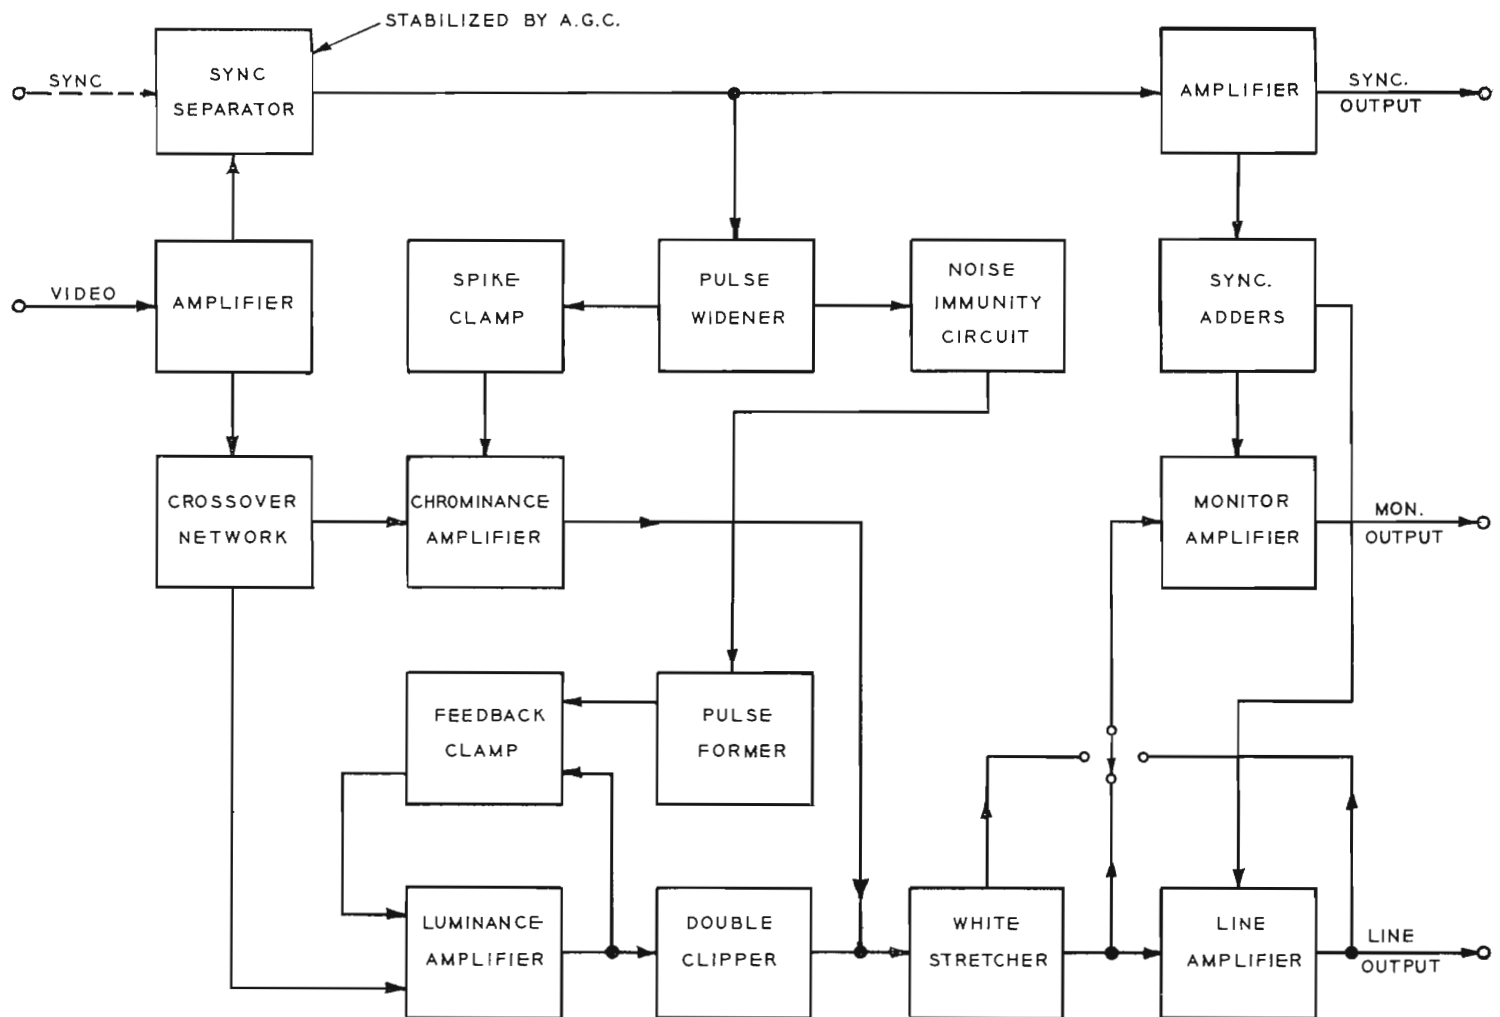 STABILIZED BY A.G.C.
SYNC
SYNC
SEPARATOR
AMPLIFIER
SYNC.
OUTPUT
VIDEO
AMPLIFIER
SPIKE
CLAMP
PULSE
WIDENER
NOISE
IMMUNITY
CIRCUIT
SYNC.
ADDERS
CROSSOVER
NETWORK
CHROMINANCE
AMPLIFIER
MONITOR
AMPLIFIER
MON.
OUTPUT
FEEDBACK
CLAMP
PULSE
FORMER
LUMINANCE
AMPLIFIER
DOUBLE
CLIPPER
WHITE
STRETCHER
LINE
AMPLIFIER
LINE
OUTPUT